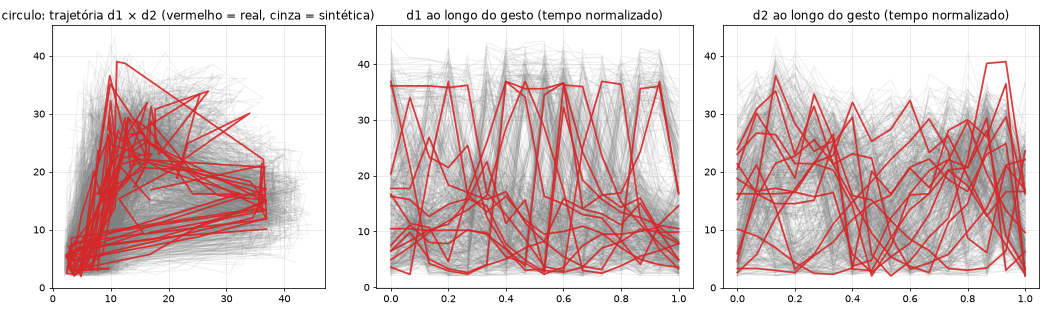 circulo: trajetória d1 × d2 (vermelho = real, cinza = sintética)
40
30
20
10
0
0 10 20 30 40
d1 ao longo do gesto (tempo normalizado)
40
30
20
10
0
0.0 0.2 0.4 0.6 0.8 1.0
d2 ao longo do gesto (tempo normalizado)
40
30
20
10
0
0.0 0.2 0.4 0.6 0.8 1.0